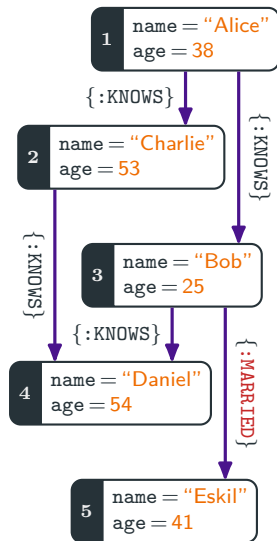 1
name = “Alice”
age = 38
{:KNOWS}
{:KNOWS}
2
name = “Charlie”
age = 53
{:KNOWS}
3
name = “Bob”
age = 25
{:KNOWS}
{:MARRIED}
4
name = “Daniel”
age = 54
5
name = “Eskil”
age = 41